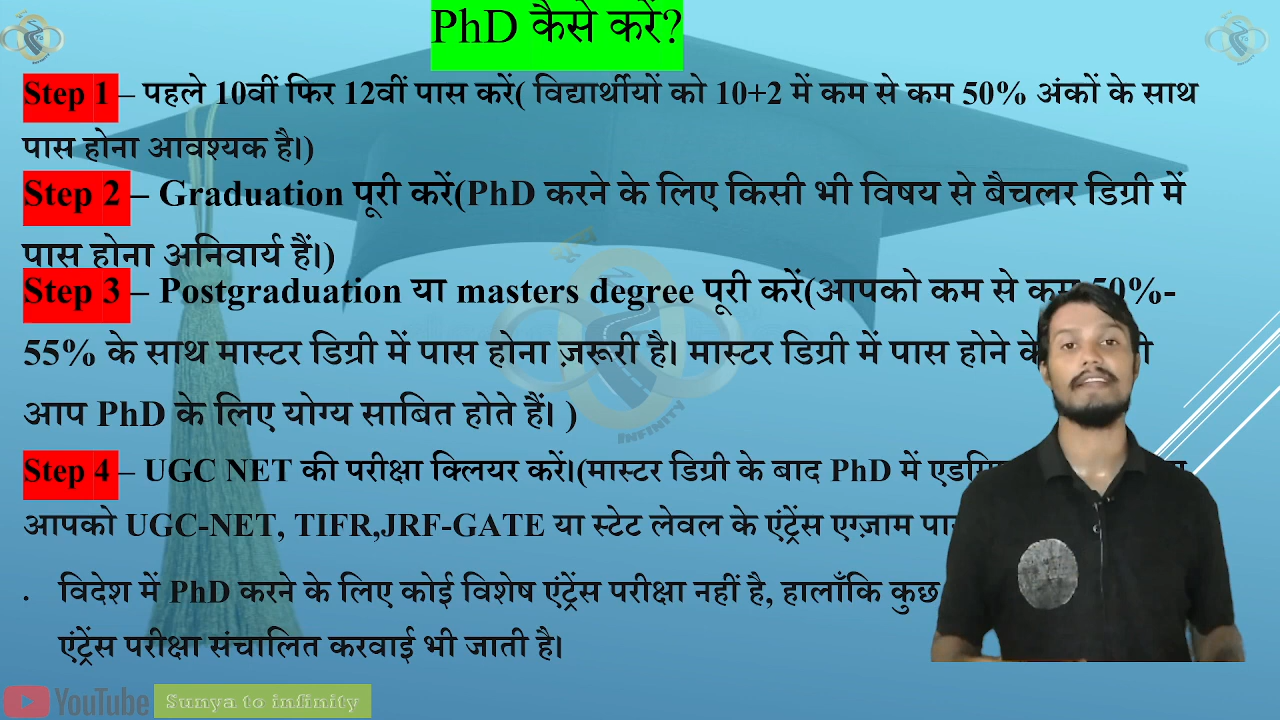 PhD कैसे करें?
Step 1 – पहले 10वीं फिर 12वीं पास करें( विद्यार्थीयों को 10+2 में कम से कम 50% अंकों के साथ
पास होना आवश्यक है।)
Step 2 – Graduation पूरी करें(PhD करने के लिए किसी भी विषय से बैचलर डिग्री में
पास होना अनिवार्य हैं।)
Step 3 – Postgraduation या masters degree पूरी करें(आपको कम से कम 50%-
55% के साथ मास्टर डिग्री में पास होना ज़रूरी है। मास्टर डिग्री में पास होने के
आप PhD के लिए योग्य साबित होते हैं। )
Step 4 – UGC NET की परीक्षा क्लियर करें।(मास्टर डिग्री के बाद PhD में
आपको UGC-NET, TIFR,JRF-GATE या स्टेट लेवल के एंट्रेंस एग्ज़ाम
. विदेश में PhD करने के लिए कोई विशेष एंट्रेंस परीक्षा नहीं है, हालाँकि कुछ
एंट्रेंस परीक्षा संचालित करवाई भी जाती है।
INFINITY
YouTube Sunya to infinity